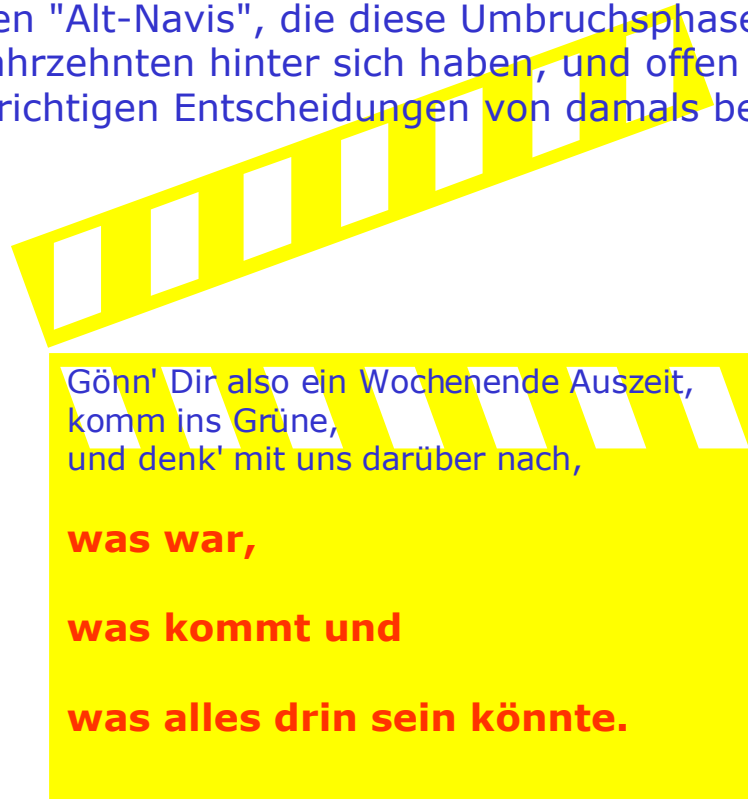 en "Alt-Navis", die diese Umbruchsphase
ahrzehnten hinter sich haben, und offen
richtigen Entscheidungen von damals be
Gönn' Dir also ein Wochenende Auszeit,
komm ins Grüne,
und denk' mit uns darüber nach,
was war,
was kommt und
was alles drin sein könnte.